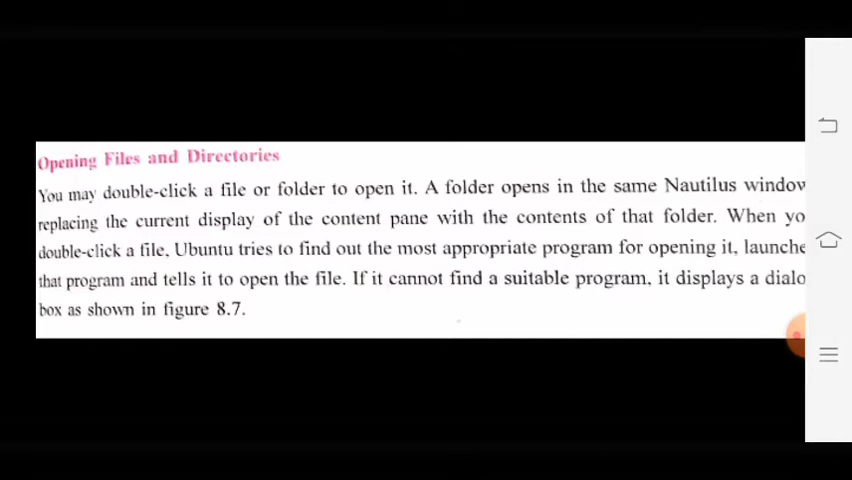 Opening Files and Directories
You may double-click a file or folder to open it. A folder opens in the same Nautilus window
replacing the current display of the content pane with the contents of that folder. When yo
double-click a file, Ubuntu tries to find out the most appropriate program for opening it, launche
that program and tells it to open the file. If it cannot find a suitable program, it displays a dialo
box as shown in figure 8.7.